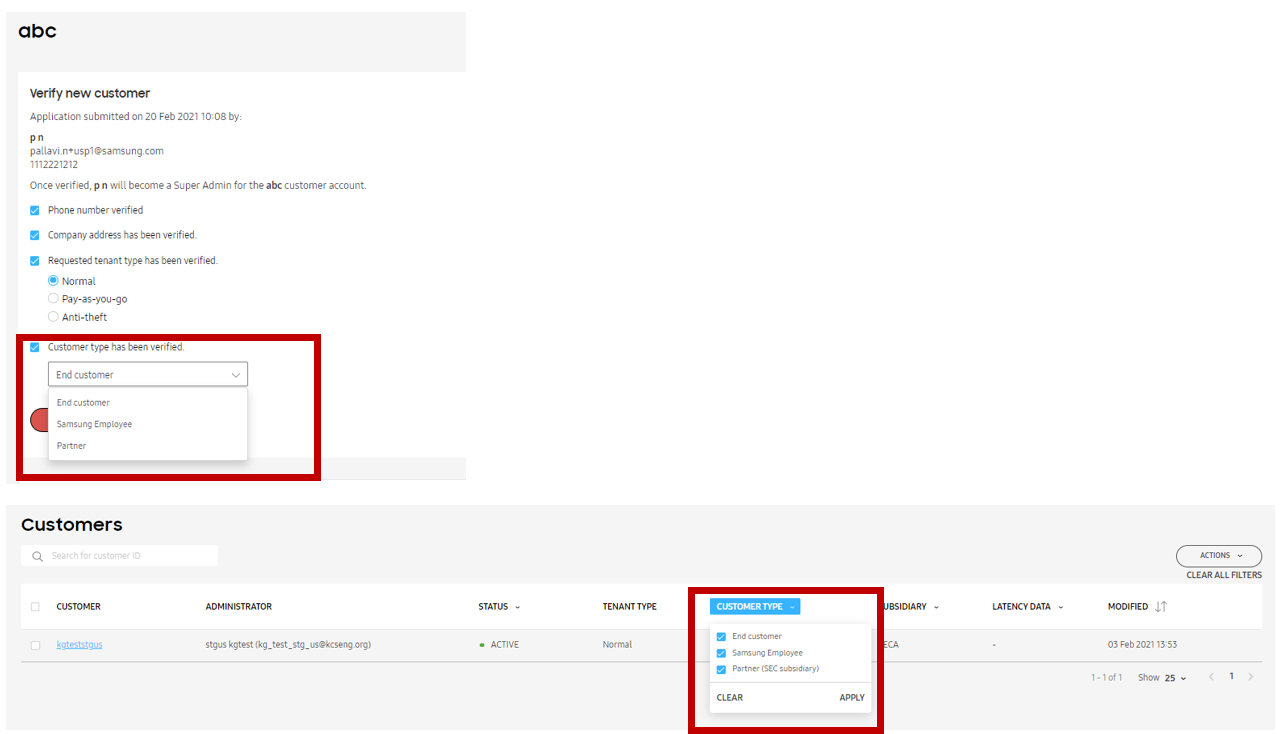 abc
Verify new customer
Application submitted on 20 Feb 2021 10:08 by:
p n
pallavi.n+usp1@samsung.com
1112221212
Once verified, p n will become a Super Admin for the abc customer account.
Phone number verified
Company address has been verified.
Requested tenant type has been verified.
Normal
Pay-as-you-go
Anti-theft
Customer type has been verified.
End customer
End customer
Samsung Employee
Partner
Customers
Search for customer ID
ACTIONS
CLEAR ALL FILTERS
CUSTOMER ADMINISTRATOR STATUS TENANT TYPE CUSTOMER TYPE UBSIDIARY LATENCY DATA MODIFIED
kgteststgus stgus kgtest (kg_test_stg_us@kcseng.org) ACTIVE Normal ECA - 03 Feb 2021 13:53
End customer
Samsung Employee
Partner (SEC subsidiary)
CLEAR APPLY
1 - 1 of 1 Show 25 1